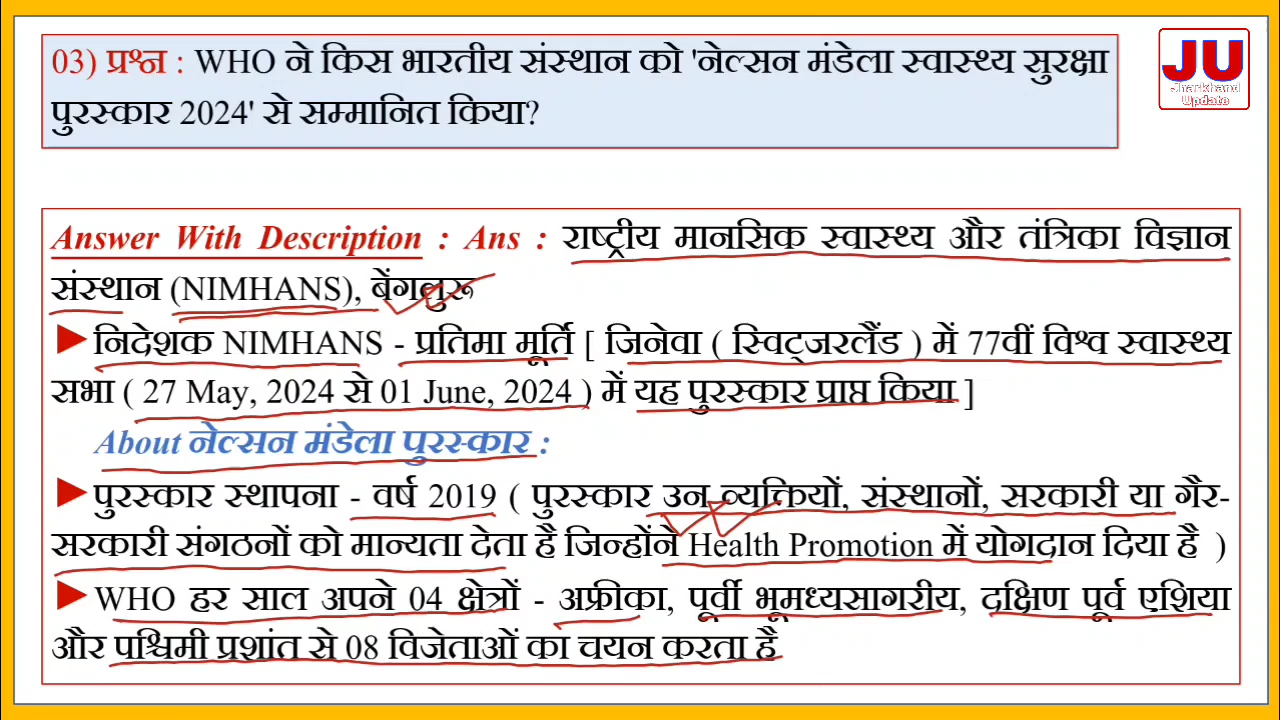 03) प्रश्न : WHO ने किस भारतीय संस्थान को 'नेल्सन मंडेला स्वास्थ्य सुरक्षा
पुरस्कार 2024' से सम्मानित किया?
JU
Jharkhand
Update
Answer With Description : Ans : राष्ट्रीय मानसिक स्वास्थ्य और तंत्रिका विज्ञान
संस्थान (NIMHANS), बेंगलुरू
►निदेशक NIMHANS - प्रतिमा मूर्ति [ जिनेवा ( स्विट्जरलैंड ) में 77वीं विश्व स्वास्थ्य
सभा ( 27 May, 2024 से 01 June, 2024 ) में यह पुरस्कार प्राप्त किया ]
About नेल्सन मंडेला पुरस्कार :
►पुरस्कार स्थापना - वर्ष 2019 ( पुरस्कार उन व्यक्तियों, संस्थानों, सरकारी या गैर-
सरकारी संगठनों को मान्यता देता है जिन्होंने Health Promotion में योगदान दिया है )
►WHO हर साल अपने 04 क्षेत्रों - अफ्रीका, पूर्वी भूमध्यसागरीय, दक्षिण पूर्व एशिया
और पश्चिमी प्रशांत से 08 विजेताओं का चयन करता है